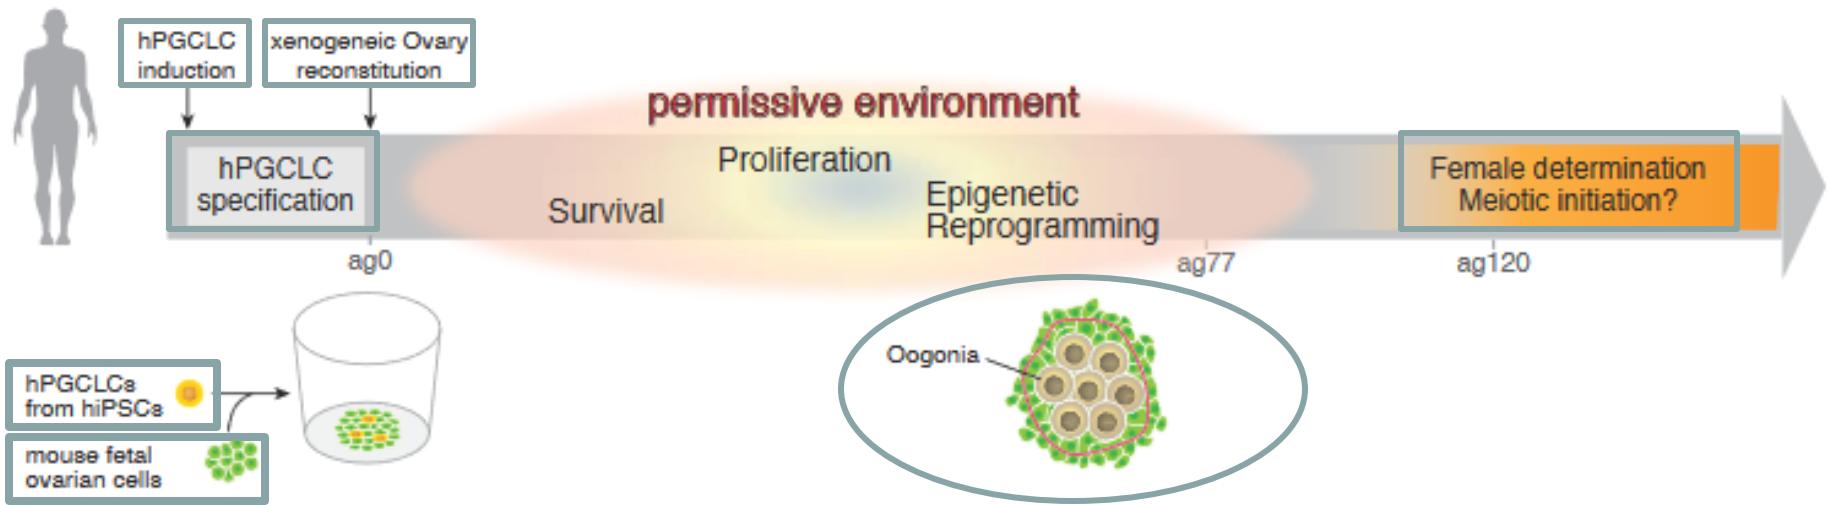 hPGCLC
induction
xenogeneic Ovary
reconstitution
permissive environment
hPGCLC
specification
Survival
Proliferation
Epigenetic
Reprogramming
Female determination
Meiotic initiation?
ag0
ag77
ag120
hPGCLCs
from hiPSCs
mouse fetal
ovarian cells
Oogonia